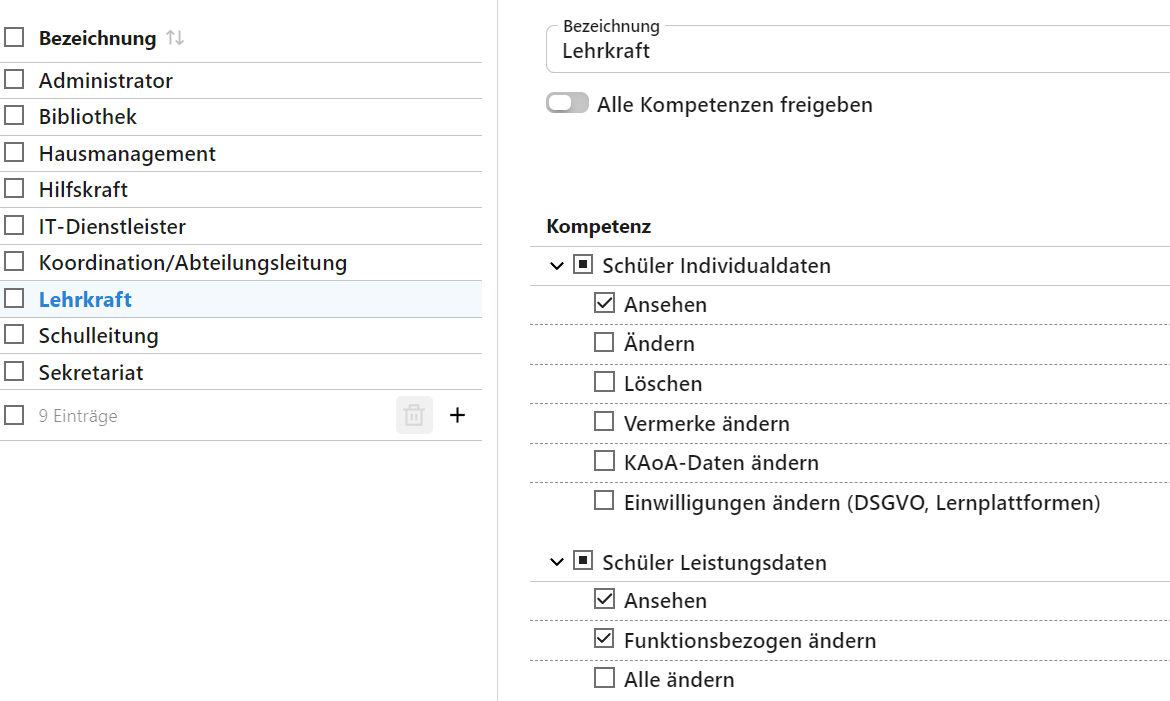 Bezeichnung
Administrator
Bibliothek
Hausmanagement
Hilfskraft
IT-Dienstleister
Koordination/Abteilungsleitung
Lehrkraft
Schulleitung
Sekretariat
9 Einträge
Bezeichnung
Lehrkraft
Alle Kompetenzen freigeben
Kompetenz
Schüler Individualdaten
Ansehen
Ändern
Löschen
Vermerke ändern
KAoA-Daten ändern
Einwilligungen ändern (DSGVO, Lernplattformen)
Schüler Leistungsdaten
Ansehen
Funktionsbezogen ändern
Alle ändern